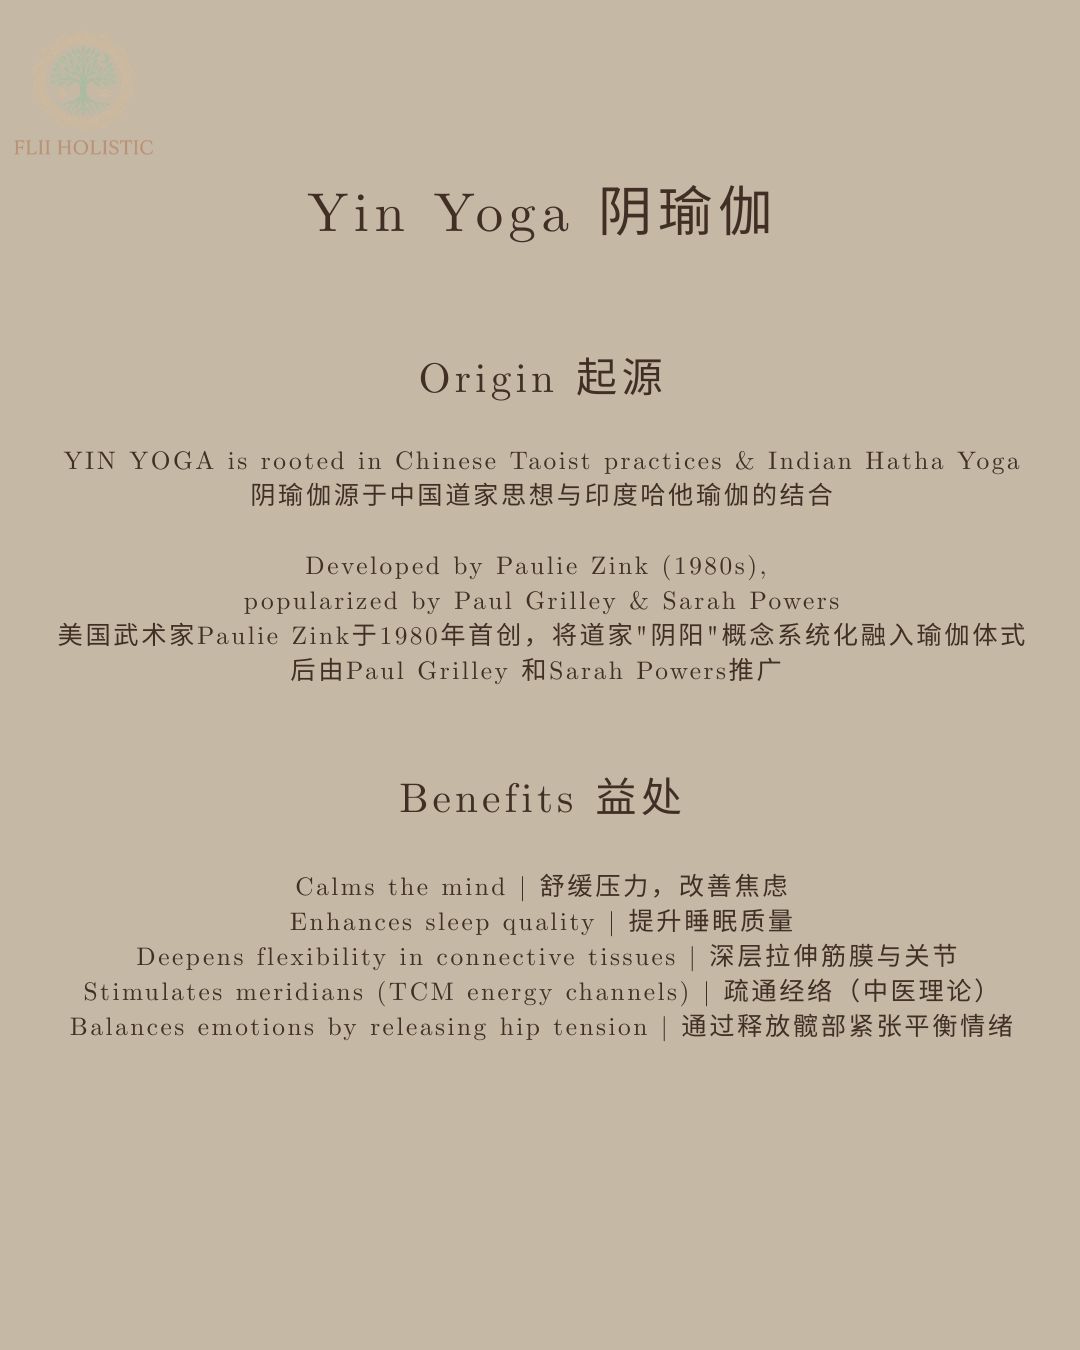 FLII HOLISTIC
Yin Yoga 阴瑜伽
Origin 起源
YIN YOGA is rooted in Chinese Taoist practices & Indian Hatha Yoga
阴瑜伽源于中国道家思想与印度哈他瑜伽的结合
Developed by Paulie Zink (1980s),
popularized by Paul Grilley & Sarah Powers
美国武术家Paulie Zink于1980年首创，将道家"阴阳"概念系统化融入瑜伽体式
后由Paul Grilley 和Sarah Powers推广
Benefits 益处
Calms the mind | 舒缓压力，改善焦虑
Enhances sleep quality | 提升睡眠质量
Deepens flexibility in connective tissues | 深层拉伸筋膜与关节
Stimulates meridians (TCM energy channels) | 疏通经络（中医理论）
Balances emotions by releasing hip tension | 通过释放髋部紧张平衡情绪